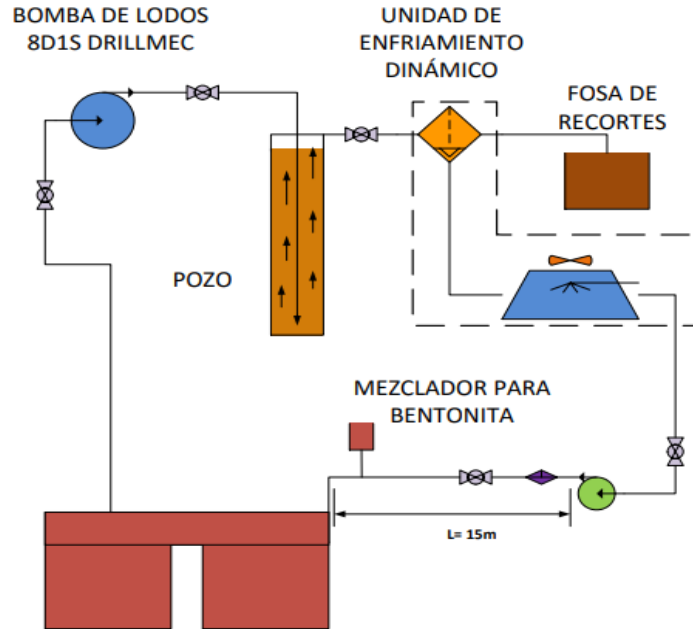 BOMBA DE LODOS
8D1S DRILLMEC
UNIDAD DE
ENFRIAMIENTO
DINÁMICO
FOSA DE
RECORTES
POZO
MEZCLADOR PARA
BENTONITA
L= 15m